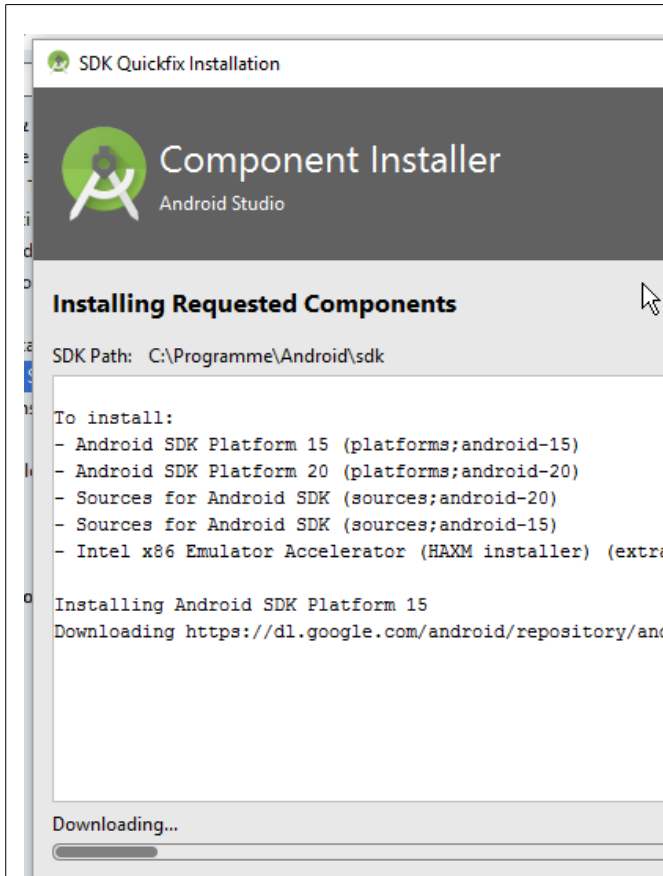 SDK Quickfix Installation
Component Installer
Android Studio
Installing Requested Components
SDK Path: C:\Programme\Android\sdk
To install:
- Android SDK Platform 15 (platforms;android-15)
- Android SDK Platform 20 (platforms;android-20)
- Sources for Android SDK (sources;android-20)
- Sources for Android SDK (sources;android-15)
- Intel x86 Emulator Accelerator (HAXM installer) (extra
Installing Android SDK Platform 15
Downloading https://dl.google.com/android/repository/and
Downloading...